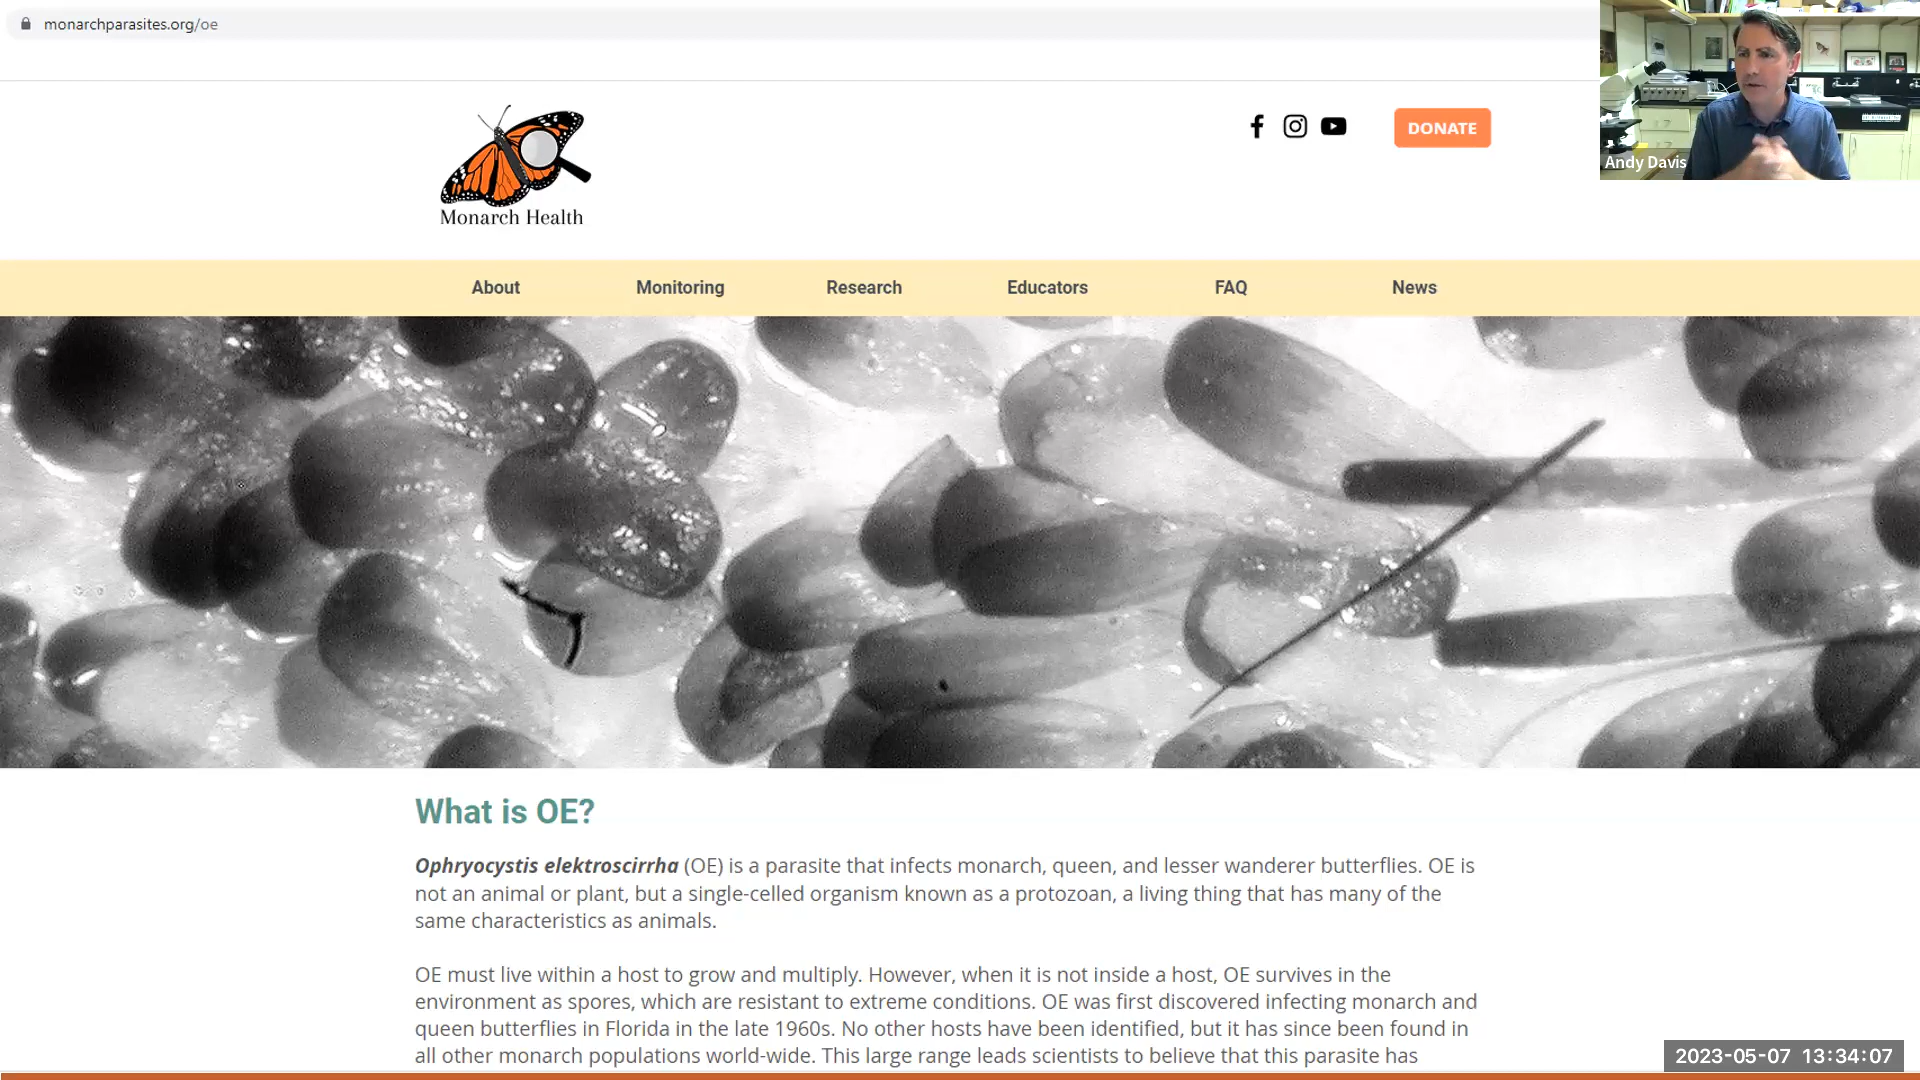 monarchparasites.org/oe
DONATE
Andy Davis
Monarch Health
About Monitoring Research Educators FAQ News
What is OE?
Ophryocystis elektroscirrha (OE) is a parasite that infects monarch, queen, and lesser wanderer butterflies. OE is
not an animal or plant, but a single-celled organism known as a protozoan, a living thing that has many of the
same characteristics as animals.
OE must live within a host to grow and multiply. However, when it is not inside a host, OE survives in the
environment as spores, which are resistant to extreme conditions. OE was first discovered infecting monarch and
queen butterflies in Florida in the late 1960s. No other hosts have been identified, but it has since been found in
all other monarch populations world-wide. This large range leads scientists to believe that this parasite has
2023-05-07 13:34:07